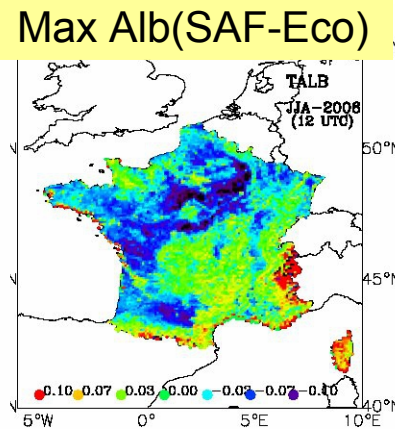 Max Alb(SAF-Eco)
TALB
JJA-2006
(12 UTC)
50°N
45°N
0.10 0.07 0.03 0.00 -0.03 -0.07 -0.10
40°N
5°W 0° 5°E 10°E